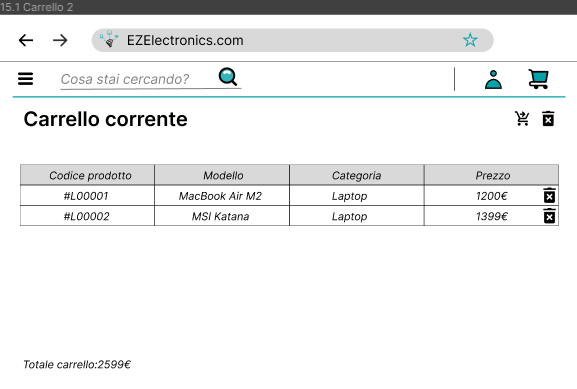 15.1 Carrello 2
EZElectronics.com
Cosa stai cercando?
Carrello corrente
Codice prodotto Modello Categoria Prezzo
#L00001 MacBook Air M2 Laptop 1200€
#L00002 MSI Katana Laptop 1399€
Totale carrello:2599€